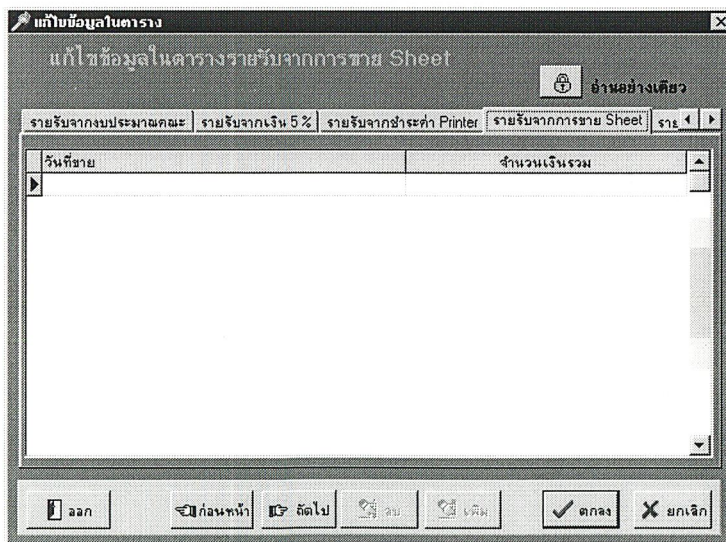 แก้ไขข้อมูลในตาราง
แก้ไขข้อมูลในตารางรายรับจากการขาย Sheet
อ่านอย่างเดียว
รายรับจากงบประมาณคณะ รายรับจากเงิน 5 % รายรับจากชำระค่า Printer รายรับจากการขาย Sheet ราย
วันที่ขาย จำนวนเงินรวม
ออก ก่อนหน้า ถัดไป ลบ เพิ่ม ตกลง ยกเลิก